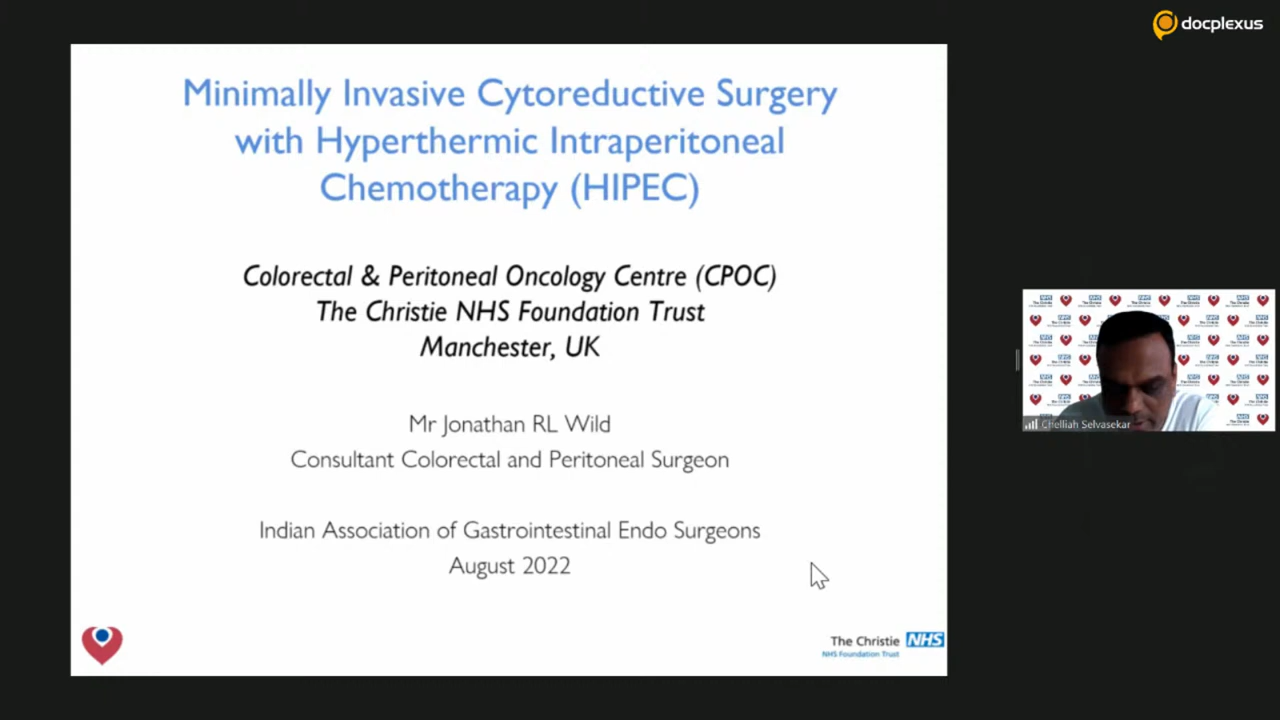 docplexus
Minimally Invasive Cytoreductive Surgery
with Hyperthermic Intraperitoneal
Chemotherapy (HIPEC)
Colorectal & Peritoneal Oncology Centre (CPOC)
The Christie NHS Foundation Trust
Manchester, UK
Mr Jonathan RL Wild
Consultant Colorectal and Peritoneal Surgeon
Indian Association of Gastrointestinal Endo Surgeons
August 2022
The Christie NHS
NHS Foundation Trust
Chelliah Selvasekar